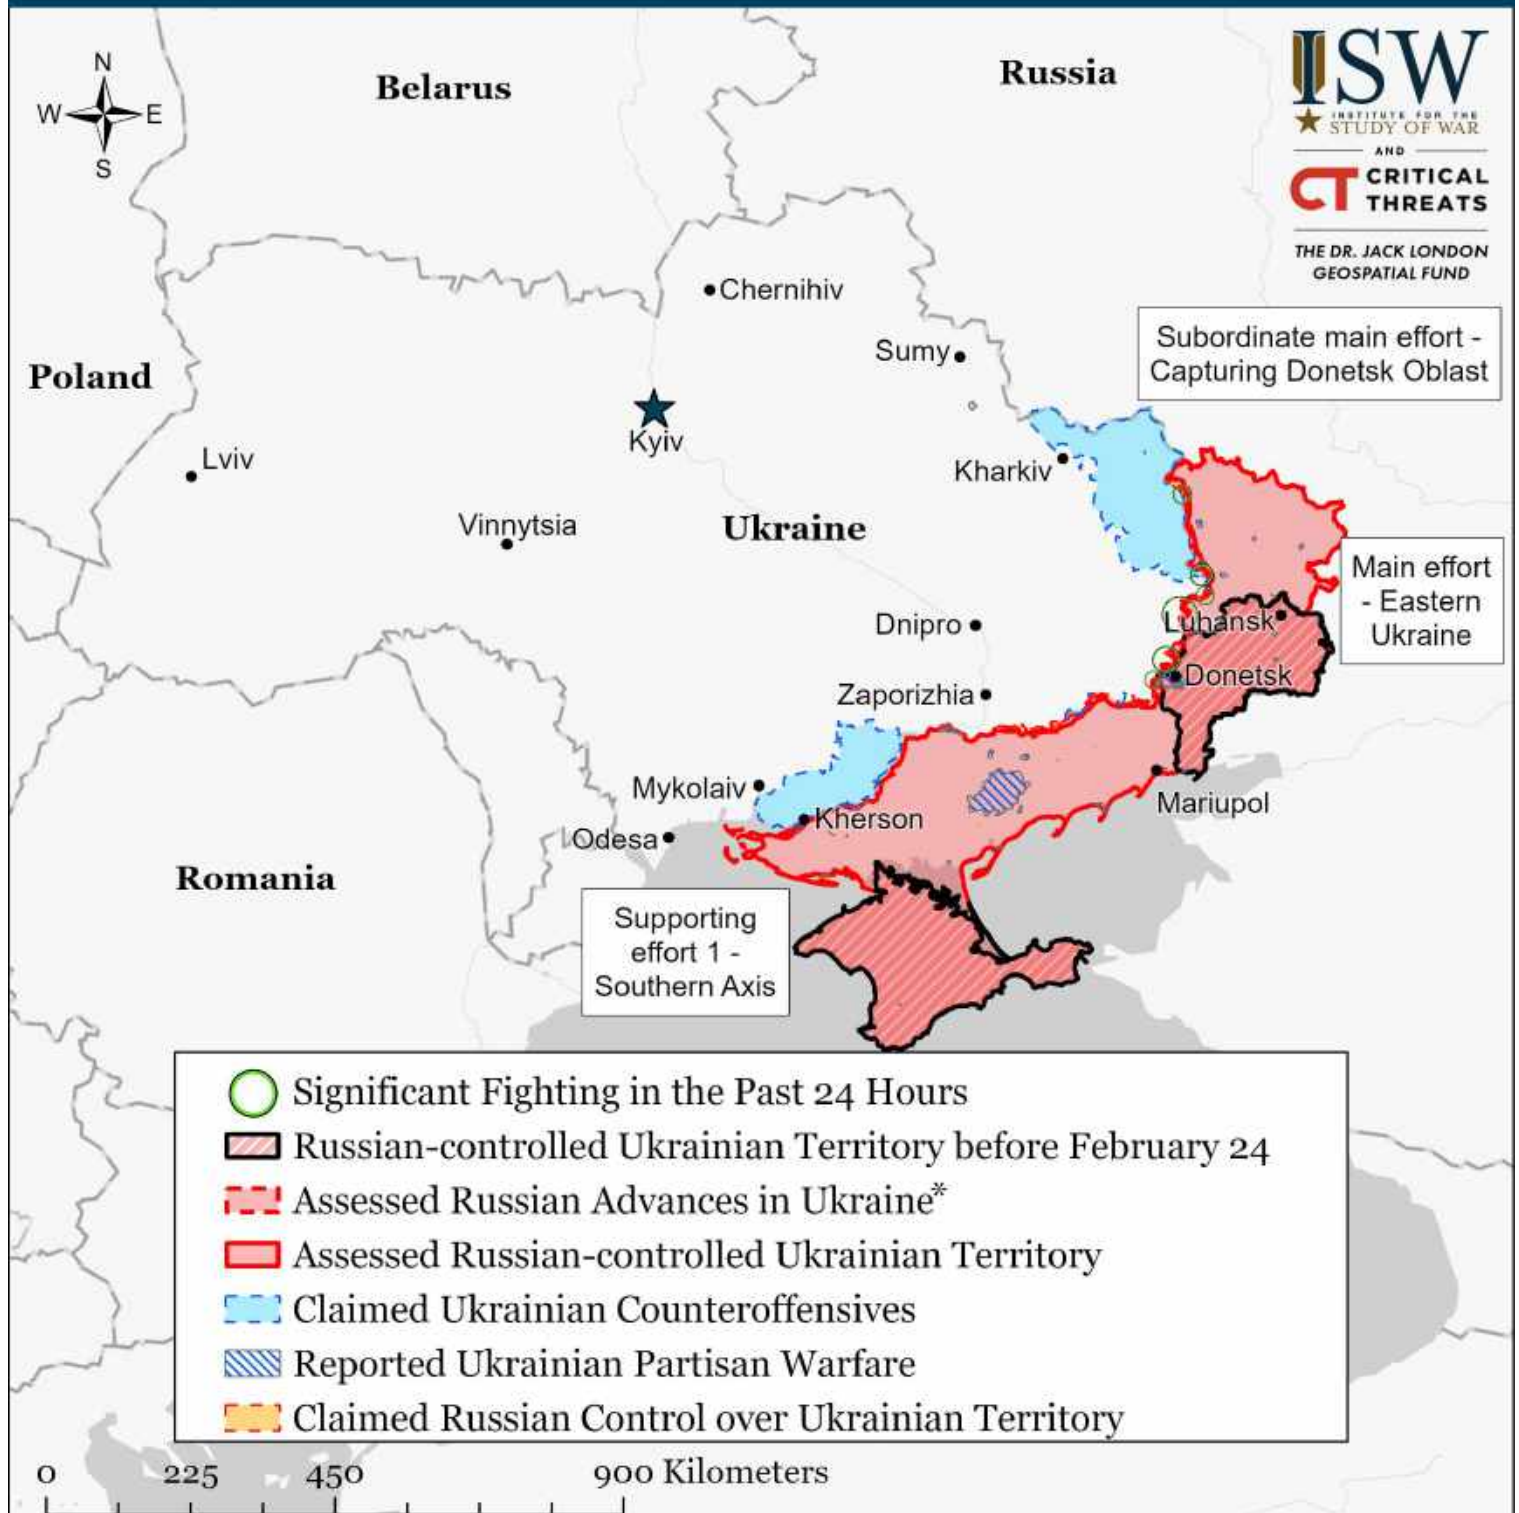 N
W
E
S
Belarus
Russia
ISW
INSTITUTE FOR THE
STUDY OF WAR
AND
CT CRITICAL
THREATS
THE DR. JACK LONDON
GEOSPATIAL FUND
Chernihiv
Subordinate main effort -
Capturing Donetsk Oblast
Sumy
Poland
Kyiv
Lviv
Kharkiv
Vinnytsia
Ukraine
Main effort
- Eastern
Ukraine
Dnipro
Luhansk
Donetsk
Zaporizhia
Mykolaiv
Mariupol
Kherson
Odesa
Romania
Supporting
effort 1 -
Southern Axis
Significant Fighting in the Past 24 Hours
Russian-controlled Ukrainian Territory before February 24
Assessed Russian Advances in Ukraine*
Assessed Russian-controlled Ukrainian Territory
Claimed Ukrainian Counteroffensives
Reported Ukrainian Partisan Warfare
Claimed Russian Control over Ukrainian Territory
0 225 450 900 Kilometers